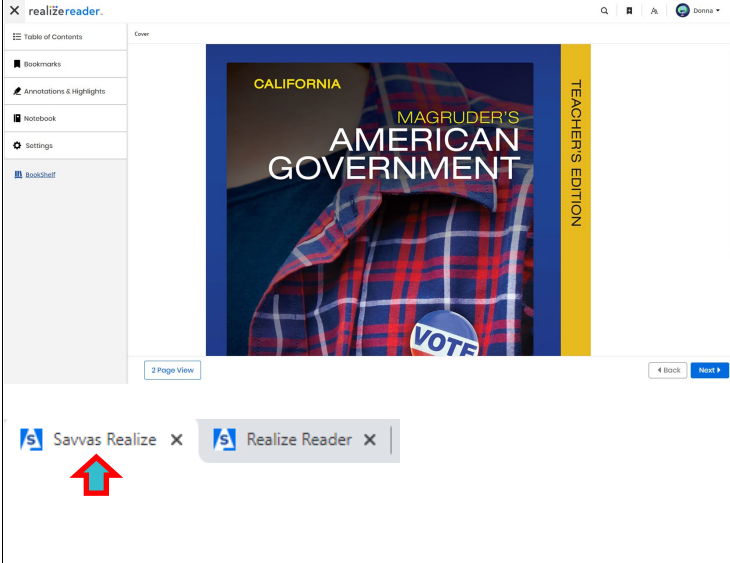 realizereader.
Donna
Table of Contents
Bookmarks
Annotations & Highlights
Notebook
Settings
BookShelf
Cover
CALIFORNIA
MAGRUDER'S
AMERICAN
GOVERNMENT
TEACHER'S EDITION
VOTE
2 Page View
Back
Next
Savvas Realize
Realize Reader